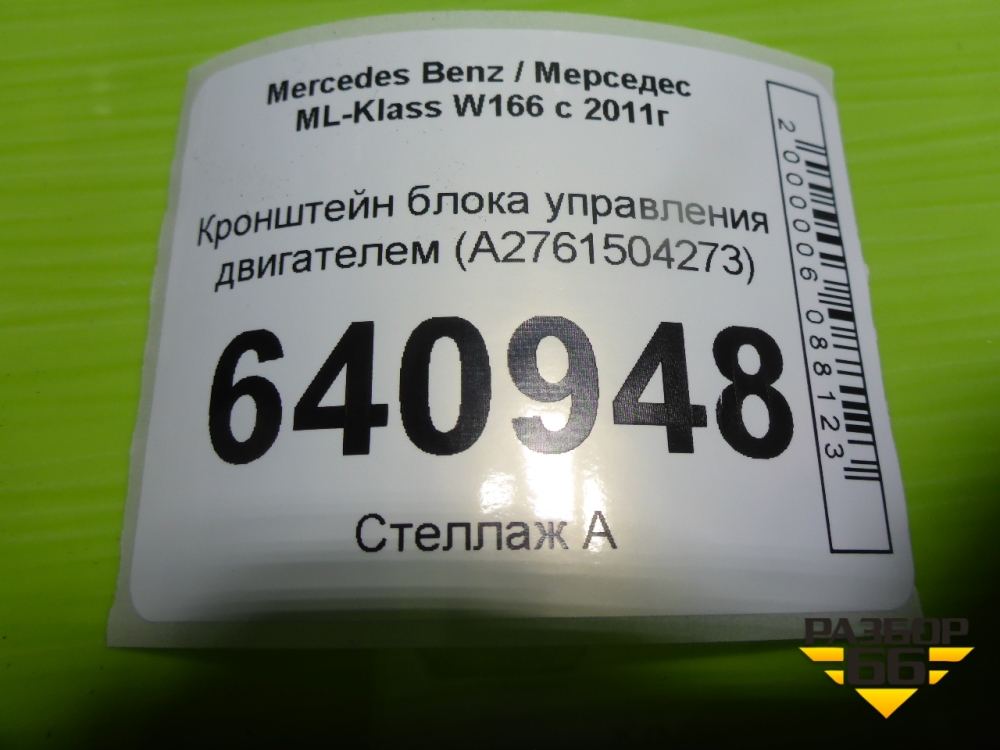 Mercedes Benz / Мерседес
ML-Klass W166 с 2011г
Кронштейн блока управления
двигателем (A2761504273)
640948
Стеллаж А
2000006088123
РАЗБОР
66